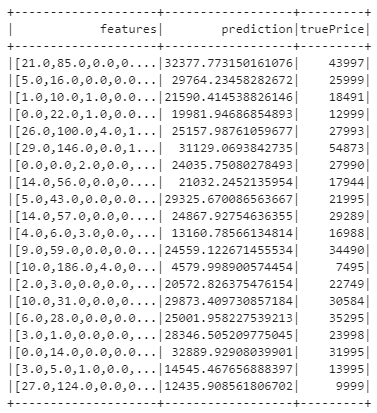 +--------------------+------------------+---------+
|            features|        prediction|truePrice|
+--------------------+------------------+---------+
|[21.0,85.0,0.0,0....|32377.773150161076|    43997|
|[5.0,16.0,0.0,0.0...| 29764.23458282672|    25999|
|[1.0,10.0,1.0,0.0...|21590.414538826146|    18491|
|[0.0,22.0,1.0,0.0...| 19981.94686854893|    12999|
|[26.0,100.0,4.0,1...| 25157.98761059677|    27993|
|[29.0,146.0,0.0,1...|  31129.0693842735|    54873|
|[0.0,0.0,2.0,0.0,...| 24035.75080278493|    27990|
|[14.0,56.0,0.0,0....|  21032.2452135954|    17944|
|[5.0,43.0,0.0,0.0...|29325.670086563667|    21995|
|[14.0,57.0,0.0,0....| 24867.92754636355|    29289|
|[4.0,6.0,3.0,0.0,...| 13160.78566134814|    16988|
|[9.0,59.0,0.0,0.0...|24559.122671455534|    34490|
|[10.0,186.0,4.0,0...| 4579.998900574454|     7495|
|[2.0,3.0,0.0,0.0,...|20572.826375476154|    22749|
|[10.0,31.0,0.0,0....|29873.409730857184|    30584|
|[6.0,28.0,0.0,0.0...|25001.958227539213|    35295|
|[3.0,1.0,0.0,0.0,...|28346.505209775045|    23998|
|[0.0,14.0,0.0,0.0...| 32889.92908039901|    31995|
|[3.0,5.0,1.0,0.0,...|14545.467656888397|    13995|
|[27.0,124.0,0.0,0...|12435.908561806702|     9999|
+--------------------+------------------+---------+